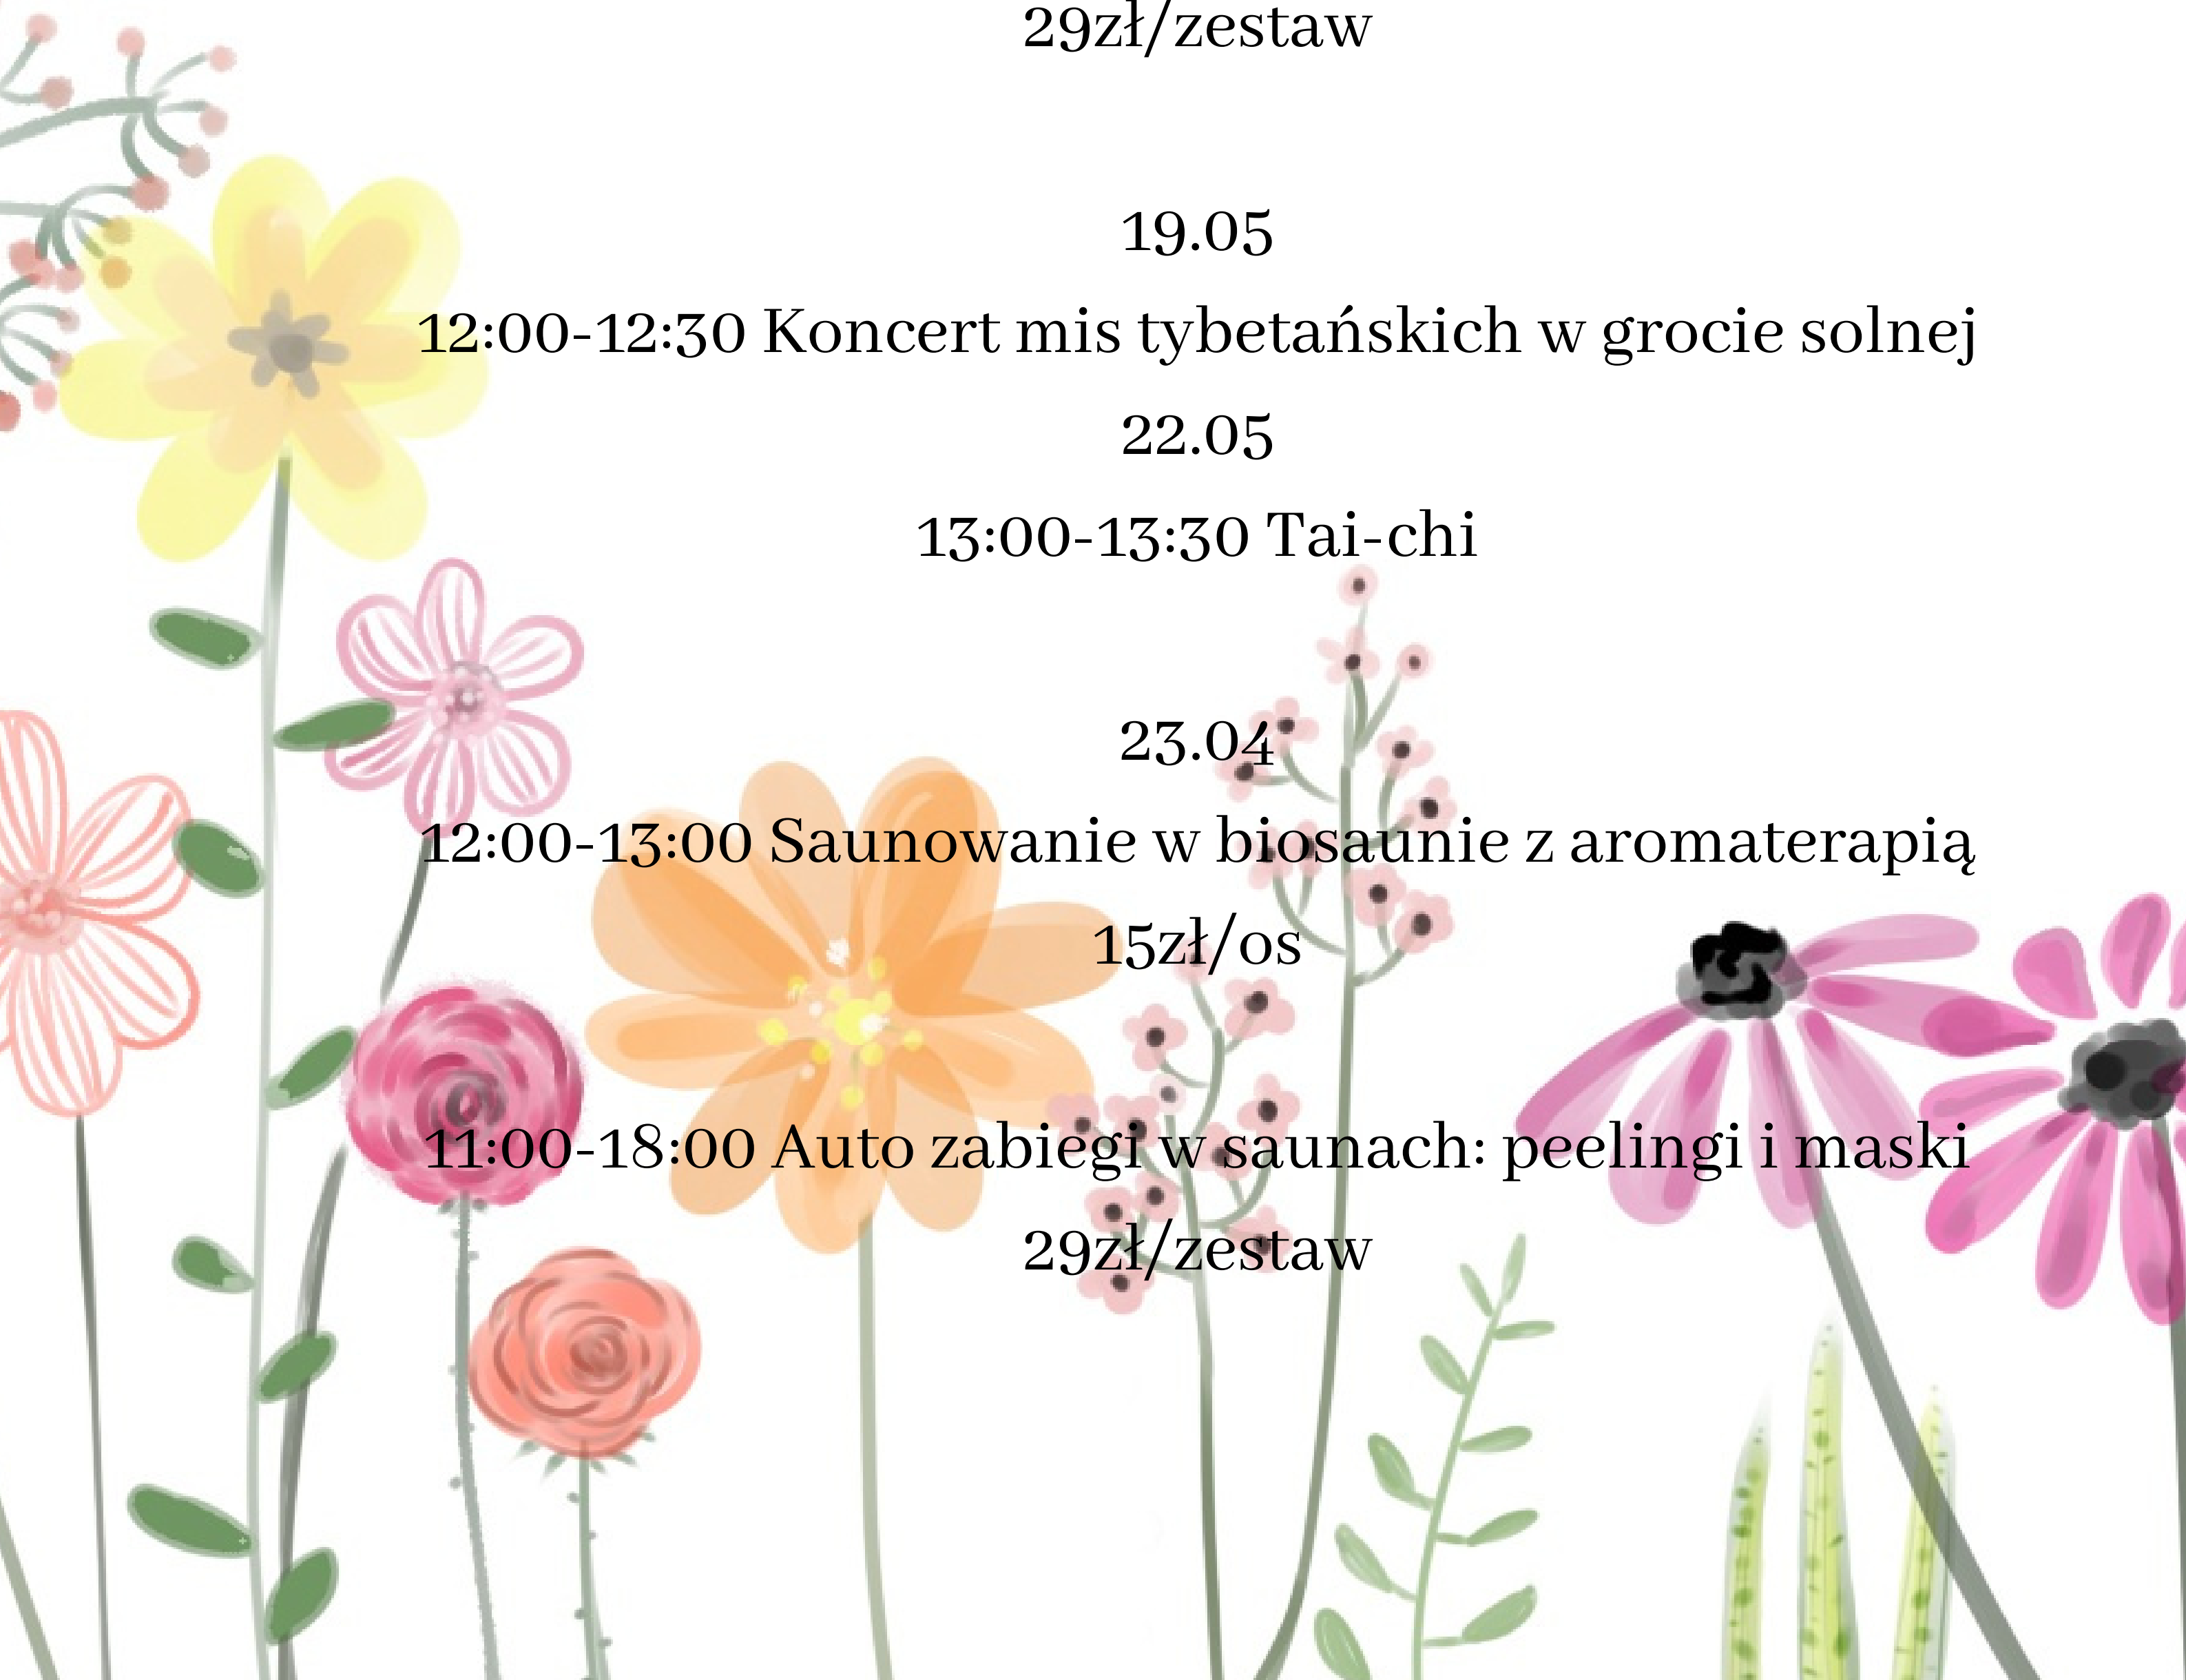 29zł/zestaw
19.05
12:00-12:30 Koncert mis tybetańskich w grocie solnej
22.05
13:00-13:30 Tai-chi
23.04
12:00-13:00 Saunowanie w biosaunie z aromaterapią
15zł/os
11:00-18:00 Auto zabiegi w saunach: peelingi i maski
29zł/zestaw